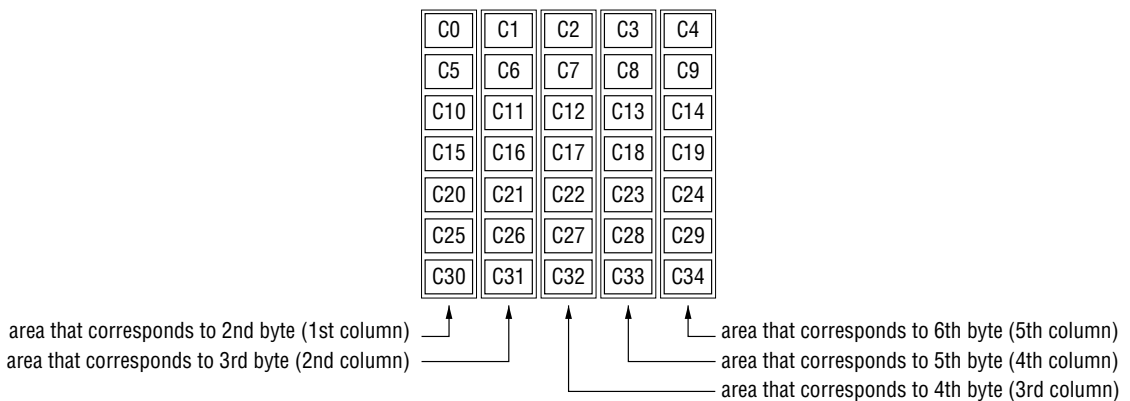 C0 C1 C2 C3 C4
C5 C6 C7 C8 C9
C10 C11 C12 C13 C14
C15 C16 C17 C18 C19
C20 C21 C22 C23 C24
C25 C26 C27 C28 C29
C30 C31 C32 C33 C34
area that corresponds to 2nd byte (1st column)
area that corresponds to 6th byte (5th column)
area that corresponds to 3rd byte (2nd column)
area that corresponds to 5th byte (4th column)
area that corresponds to 4th byte (3rd column)